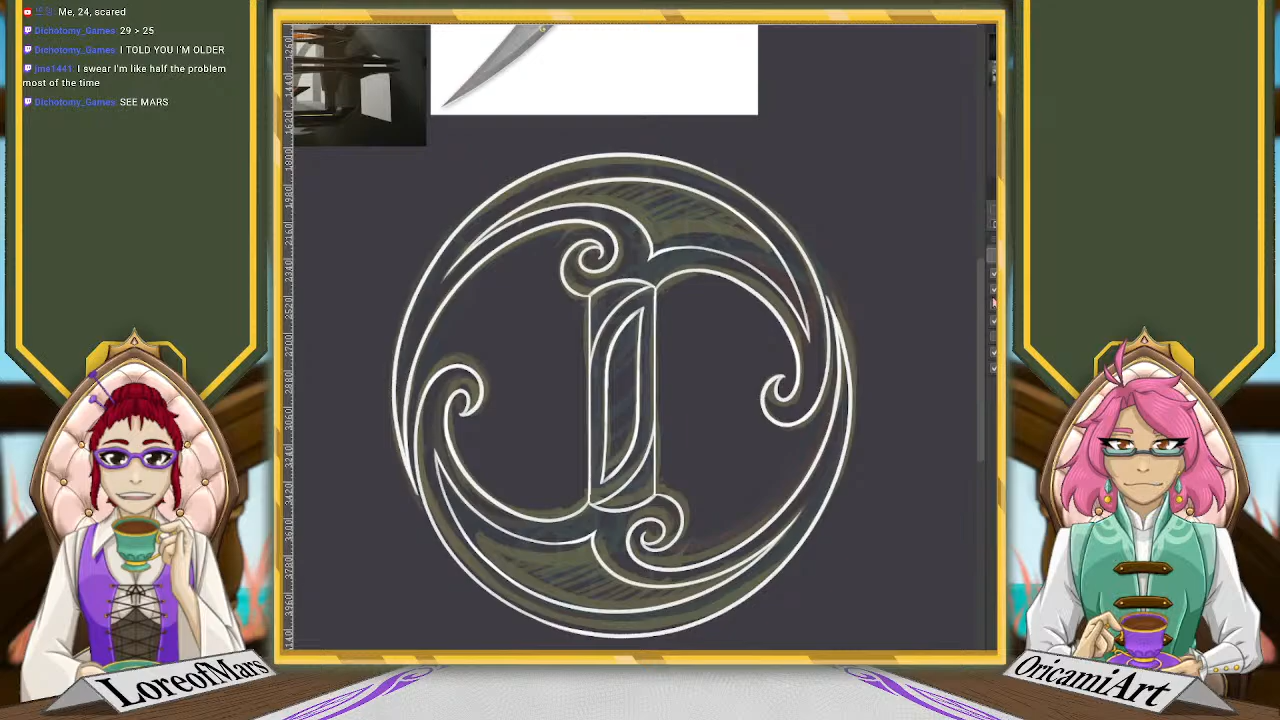 Me, 24, scared
Dichotomy_Games: 29 > 25
Dichotomy_Games: I TOLD YOU I'M OLDER
jme1441: I swear I'm like half the problem
most of the time
Dichotomy_Games: SEE MARS
LoreofMars
OricamiArt